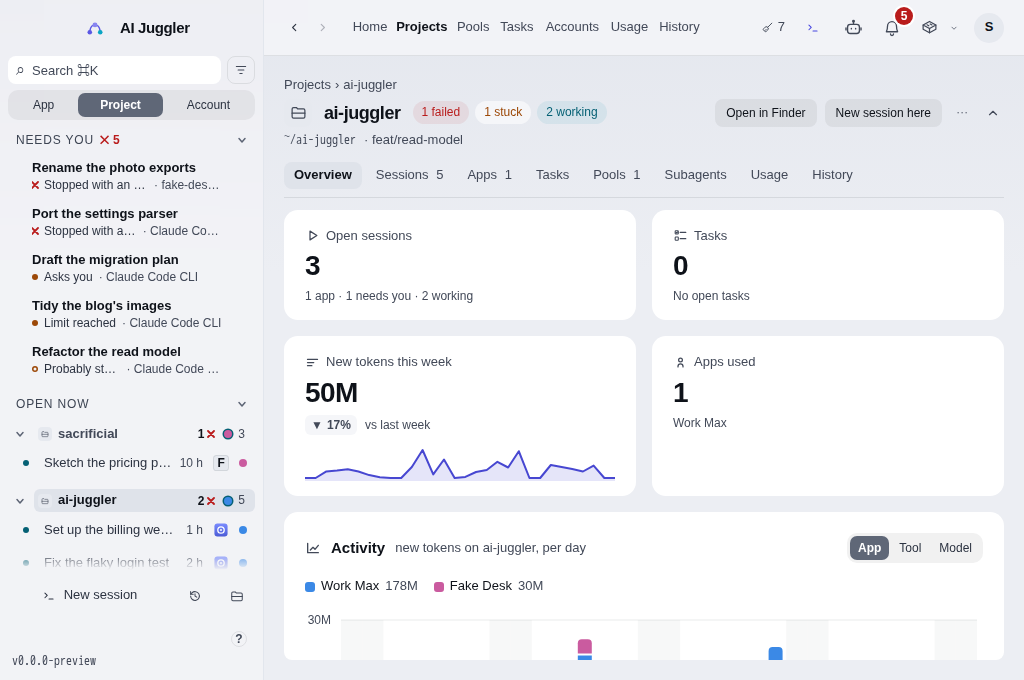 AI Juggler
Home Projects Pools Tasks Accounts Usage History
7
5
S
Search ⌘K
App Project Account
NEEDS YOU 5
Rename the photo exports
Stopped with an … · fake-des…
Port the settings parser
Stopped with a… · Claude Co…
Draft the migration plan
Asks you · Claude Code CLI
Tidy the blog's images
Limit reached · Claude Code CLI
Refactor the read model
Probably st… · Claude Code …
OPEN NOW
sacrificial 1 3
Sketch the pricing p… 10 h F
ai-juggler 2 5
Set up the billing we… 1 h
Fix the flaky login test 2 h
New session
?
v0.0.0-preview
Projects › ai-juggler
ai-juggler 1 failed 1 stuck 2 working
Open in Finder New session here ···
~/ai-juggler · feat/read-model
Overview Sessions 5 Apps 1 Tasks Pools 1 Subagents Usage History
Open sessions
3
1 app · 1 needs you · 2 working
Tasks
0
No open tasks
New tokens this week
50M
▼ 17% vs last week
Apps used
1
Work Max
Activity new tokens on ai-juggler, per day
App Tool Model
Work Max 178M Fake Desk 30M
30M